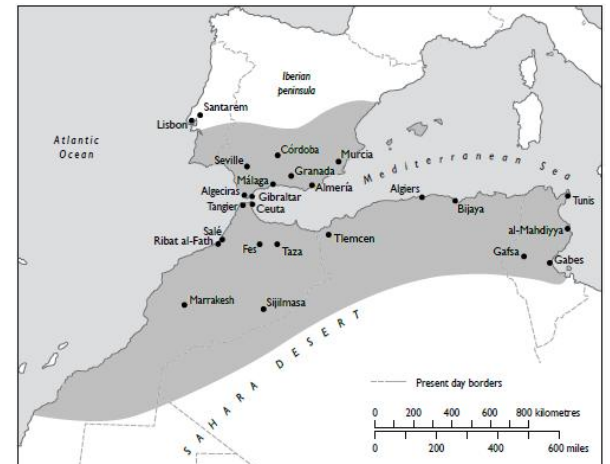 Iberian
peninsula
Santarem
Lisbon
Atlantic
Ocean
Córdoba
Seville
Murcia
Granada
Mediterranean Sea
Málaga
Almería
Algeciras
Gibraltar
Algiers
Tunis
Tangier
Ceuta
Bijaya
Salé
al-Mahdiyya
Ribat al-Fath
Tlemcen
Fes
Taza
Gafsa
Gabes
Marrakesh
Sijilmasa
SAHARA DESERT
Present day borders
0 200 400 600 800 kilometres
0 200 400 600 miles